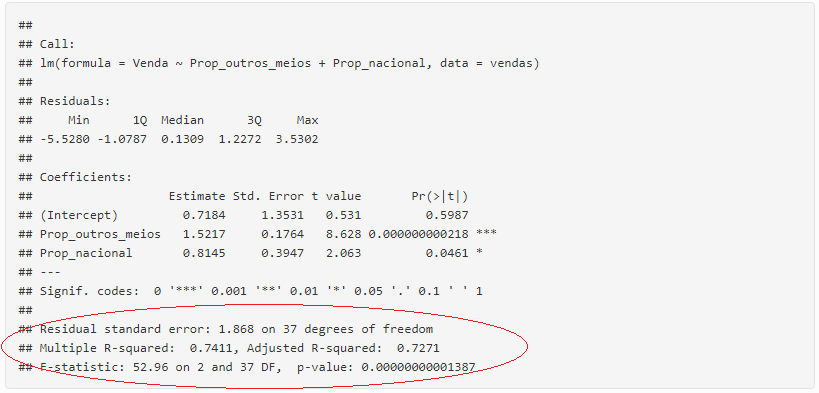 ##
## Call:
## lm(formula = Venda ~ Prop_outros_meios + Prop_nacional, data = vendas)
##
## Residuals:
##     Min      1Q  Median      3Q     Max
## -5.5280 -1.0787  0.1309  1.2272  3.5302
##
## Coefficients:
##                   Estimate Std. Error t value       Pr(>|t|)
## (Intercept)         0.7184     1.3531   0.531         0.5987
## Prop_outros_meios   1.5217     0.1764   8.628 0.000000000218 ***
## Prop_nacional       0.8145     0.3947   2.063         0.0461 *
## ---
## Signif. codes:  0 '***' 0.001 '**' 0.01 '*' 0.05 '.' 0.1 ' ' 1
##
## Residual standard error: 1.868 on 37 degrees of freedom
## Multiple R-squared:  0.7411, Adjusted R-squared:  0.7271
## F-statistic: 52.96 on 2 and 37 DF,  p-value: 0.00000000001387